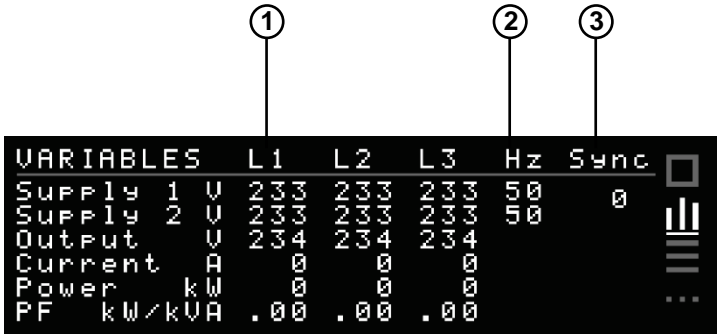 1 2 3
VARIABLES L1 L2 L3 Hz Sync
Supply 1 V 233 233 233 50 0
Supply 2 V 233 233 233 50
Output V 234 234 234
Current A 0 0 0
Power kW 0 0 0
PF kW/kVA .00 .00 .00